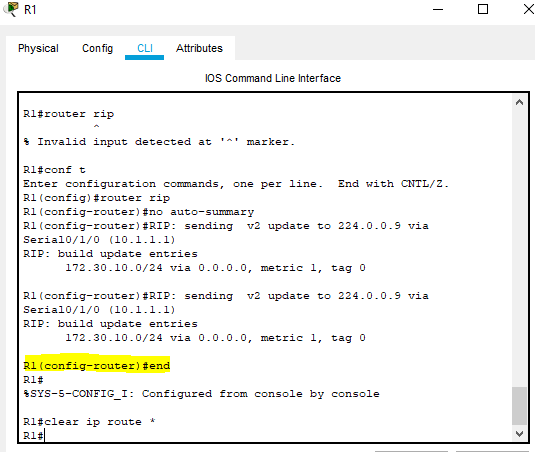 R1
Physical Config CLI Attributes
IOS Command Line Interface
R1#router rip
^
% Invalid input detected at '^' marker.
R1#conf t
Enter configuration commands, one per line.  End with CNTL/Z.
R1(config)#router rip
R1(config-router)#no auto-summary
R1(config-router)#RIP: sending  v2 update to 224.0.0.9 via
Serial0/1/0 (10.1.1.1)
RIP: build update entries
172.30.10.0/24 via 0.0.0.0, metric 1, tag 0
R1(config-router)#RIP: sending  v2 update to 224.0.0.9 via
Serial0/1/0 (10.1.1.1)
RIP: build update entries
172.30.10.0/24 via 0.0.0.0, metric 1, tag 0
R1(config-router)#end
R1#
%SYS-5-CONFIG_I: Configured from console by console
R1#clear ip route *
R1#